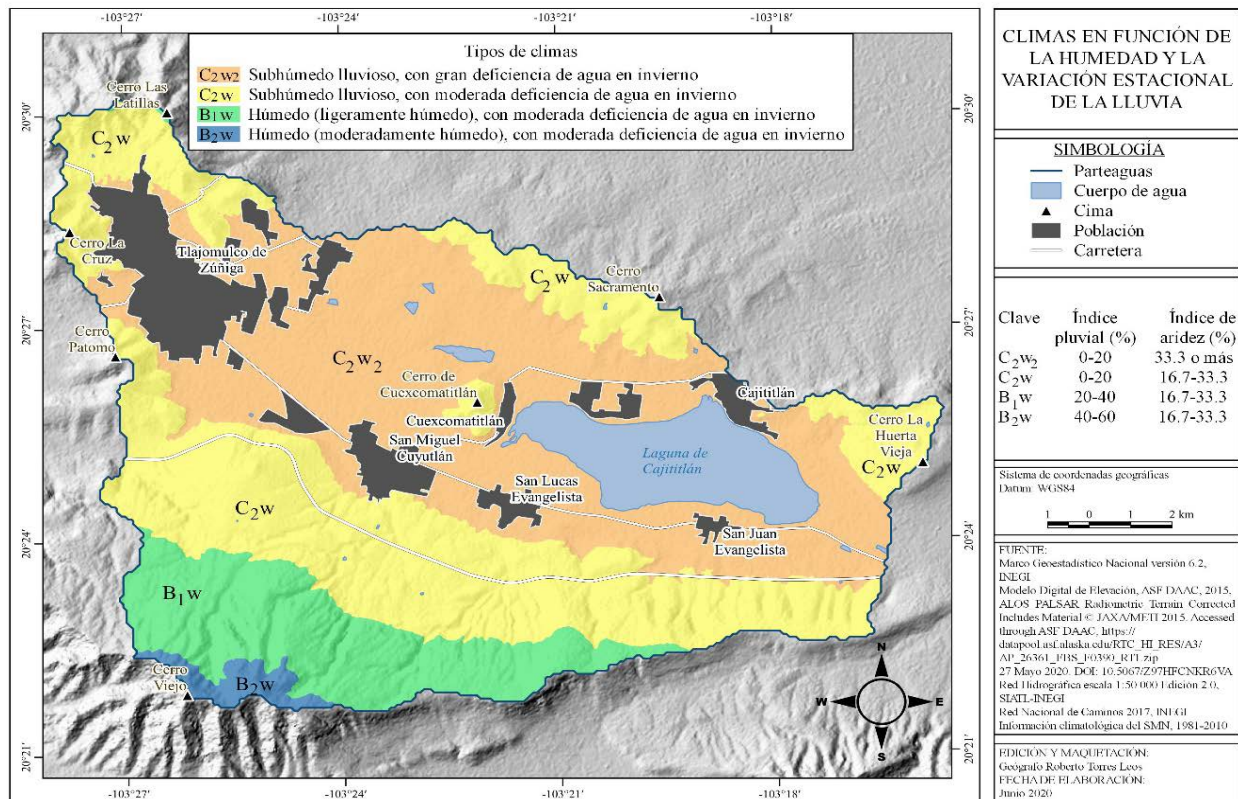 -103°27'
-103°24'
-103°21'
-103°18'
20°30'
20°27'
20°24'
20°21'
20°30'
20°27'
20°24'
20°21'
-103°27'
-103°24'
-103°21'
-103°18'
Tipos de climas
C2w2 Subhúmedo lluvioso, con gran deficiencia de agua en invierno
C2w Subhúmedo lluvioso, con moderada deficiencia de agua en invierno
B1w Húmedo (ligeramente húmedo), con moderada deficiencia de agua en invierno
B2w Húmedo (moderadamente húmedo), con moderada deficiencia de agua en invierno
Cerro Las
Latillas
C2w
Cerro La
Cruz
Tlajomulco de
Zúñiga
C2w
Cerro
Sacramento
Cerro
Patomo
C2w2
Cerro de
Cuexcomatitlán
Cuexcomatitlán
Cajititlán
Cerro La
Huerta
Vieja
C2w
San Miguel
Cuyutlán
Laguna de
Cajititlán
San Lucas
Evangelista
C2w
San Juan
Evangelista
B1w
Cerro
Viejo
B2w
N
W
E
S
CLIMAS EN FUNCIÓN DE
LA HUMEDAD Y LA
VARIACIÓN ESTACIONAL
DE LA LLUVIA
SIMBOLOGÍA
Parteaguas
Cuerpo de agua
Cima
Población
Carretera
Clave Índice pluvial (%) Índice de aridez (%)
C2w2 0-20 33.3 o más
C2w 0-20 16.7-33.3
B1w 20-40 16.7-33.3
B2w 40-60 16.7-33.3
Sistema de coordenadas geográficas
Datum: WGS84
1 0 1 2 km
FUENTE:
Marco Geoestadístico Nacional versión 6.2,
INEGI
Modelo Digital de Elevación, ASF DAAC, 2015,
ALOS PALSAR Radiometric Terrain Corrected
Includes Material © JAXA/METI 2015. Accessed
through ASF DAAC, https://
datapool.asf.alaska.edu/RTC_HI_RES/A3/
27 Mayo 2020. DOI:
Red Hidrográfica escala 1:50 000 Edición 2.0,
SIATL-INEGI
Red Nacional de Caminos 2017, INEGI
Información climatológica del SMN, 1981-2010
EDICIÓN Y MAQUETACIÓN:
Geógrafo Roberto Torres Leos
FECHA DE ELABORACIÓN:
Junio 2020